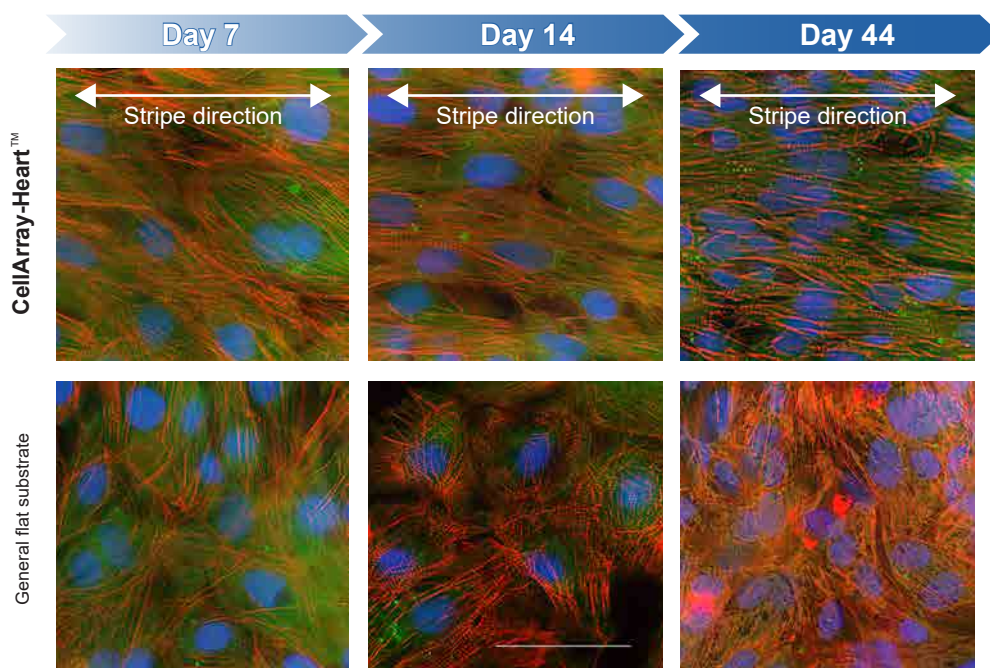 Day 7
Day 14
Day 44
CellArray-Heart™
Stripe direction
Stripe direction
Stripe direction
General flat substrate